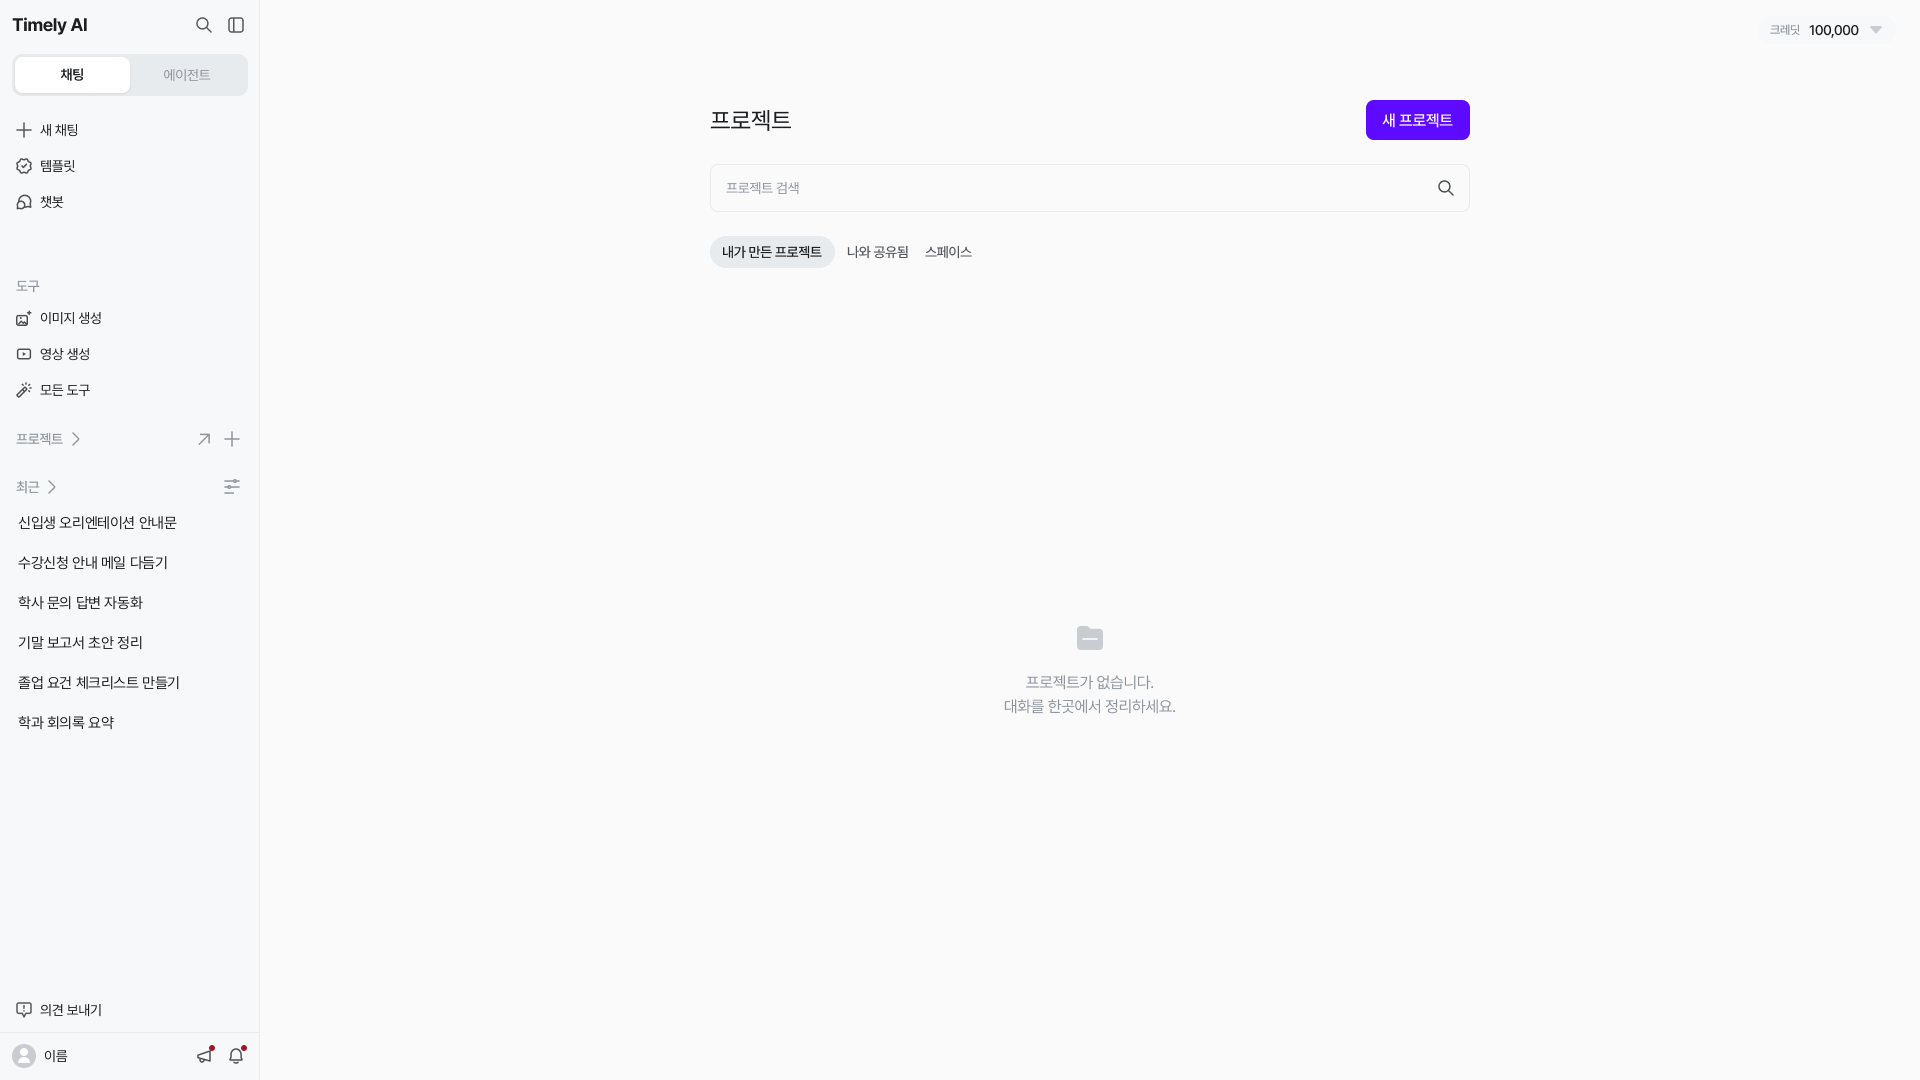 Timely AI
채팅
에이전트
새 채팅
템플릿
챗봇
도구
이미지 생성
영상 생성
모든 도구
프로젝트
최근
신입생 오리엔테이션 안내문
수강신청 안내 메일 다듬기
학사 문의 답변 자동화
기말 보고서 초안 정리
졸업 요건 체크리스트 만들기
학과 회의록 요약
의견 보내기
이름
크레딧 100,000
프로젝트
새 프로젝트
프로젝트 검색
내가 만든 프로젝트 나와 공유됨 스페이스
프로젝트가 없습니다.
대화를 한곳에서 정리하세요.